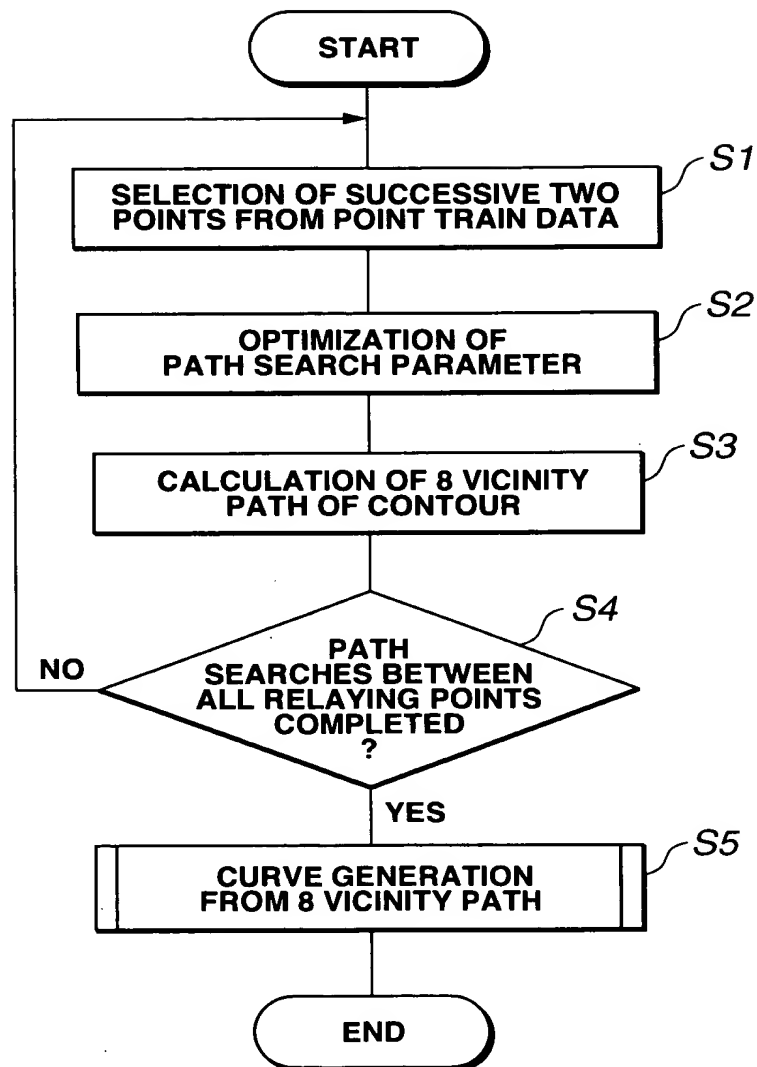 START
S1
SELECTION OF SUCCESSIVE TWO
POINTS FROM POINT TRAIN DATA
S2
OPTIMIZATION OF
PATH SEARCH PARAMETER
S3
CALCULATION OF 8 VICINITY
PATH OF CONTOUR
S4
PATH
SEARCHES BETWEEN
ALL RELAYING POINTS
COMPLETED
?
NO
YES
S5
CURVE GENERATION
FROM 8 VICINITY PATH
END